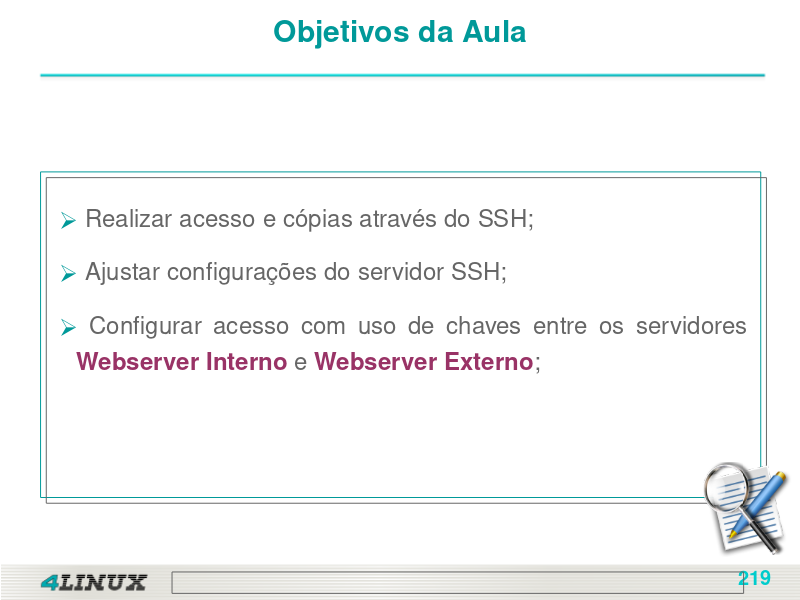 Objetivos da Aula
➢ Realizar acesso e cópias através do SSH;
➢ Ajustar configurações do servidor SSH;
➢ Configurar acesso com uso de chaves entre os servidores
Webserver Interno e Webserver Externo;
4LINUX
219